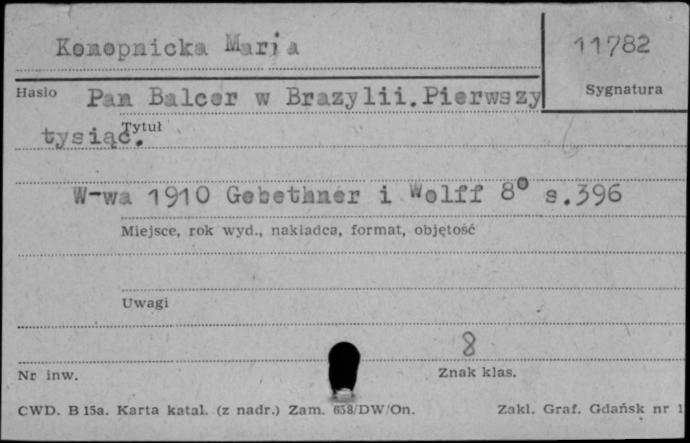 Konopnicka Marja
11782
Hasło
Sygnatura
Pan Balcer w Brazylii. Pierwszy
tysiąc.
Tytuł
6
W-wa 1910 Gebethner i Wolff 8° s.396
Miejsce, rok wyd., nakładca, format, objętość
Uwagi
8
Nr inw.
Znak klas.
CWD. B 15a. Karta katal. (z nadr.) Zam. 658/DW/On.
Zakł. Graf. Gdańsk nr 1